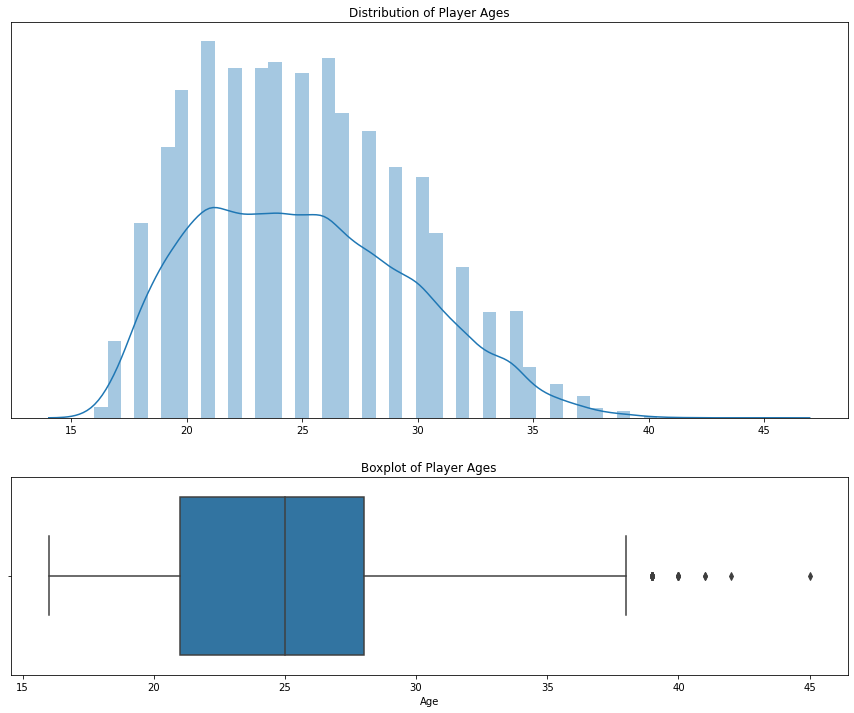 Distribution of Player Ages
15 20 25 30 35 40 45
Boxplot of Player Ages
15 20 25 30 35 40 45
Age